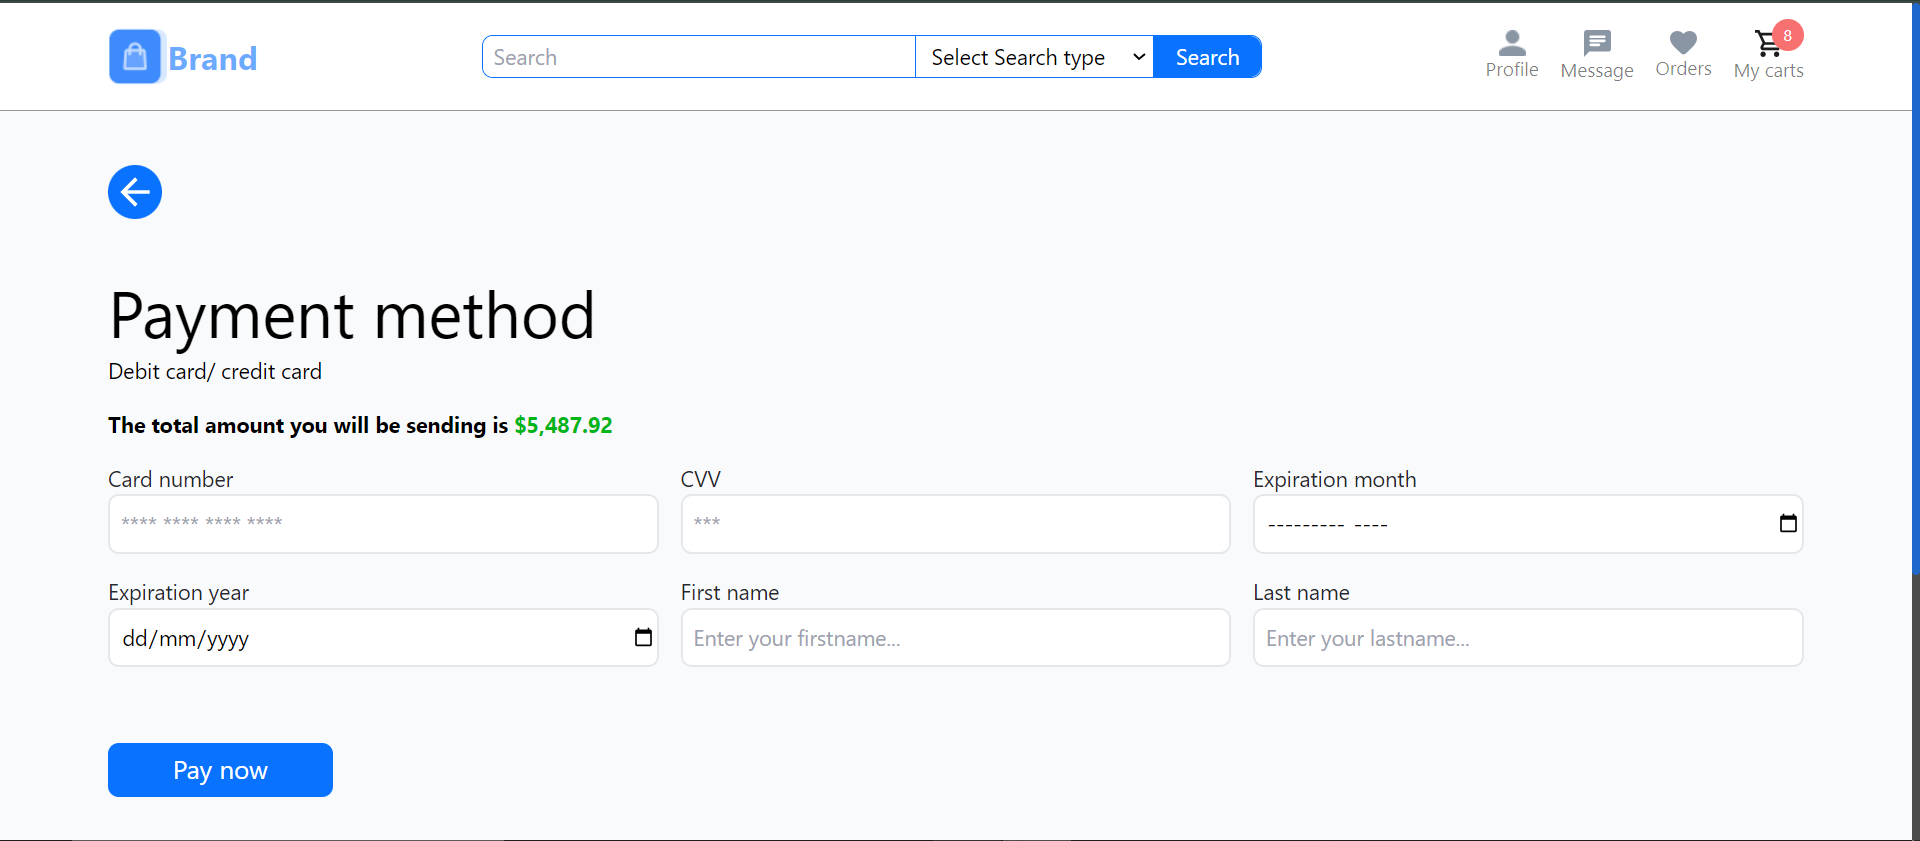 Brand
Search
Select Search type
Search
Profile
Message
Orders
8
My carts
Payment method
Debit card/ credit card
The total amount you will be sending is $5,487.92
Card number
CVV
Expiration month
**** **** **** ****
***
--------- ----
Expiration year
First name
Last name
dd/mm/yyyy
Enter your firstname...
Enter your lastname...
Pay now